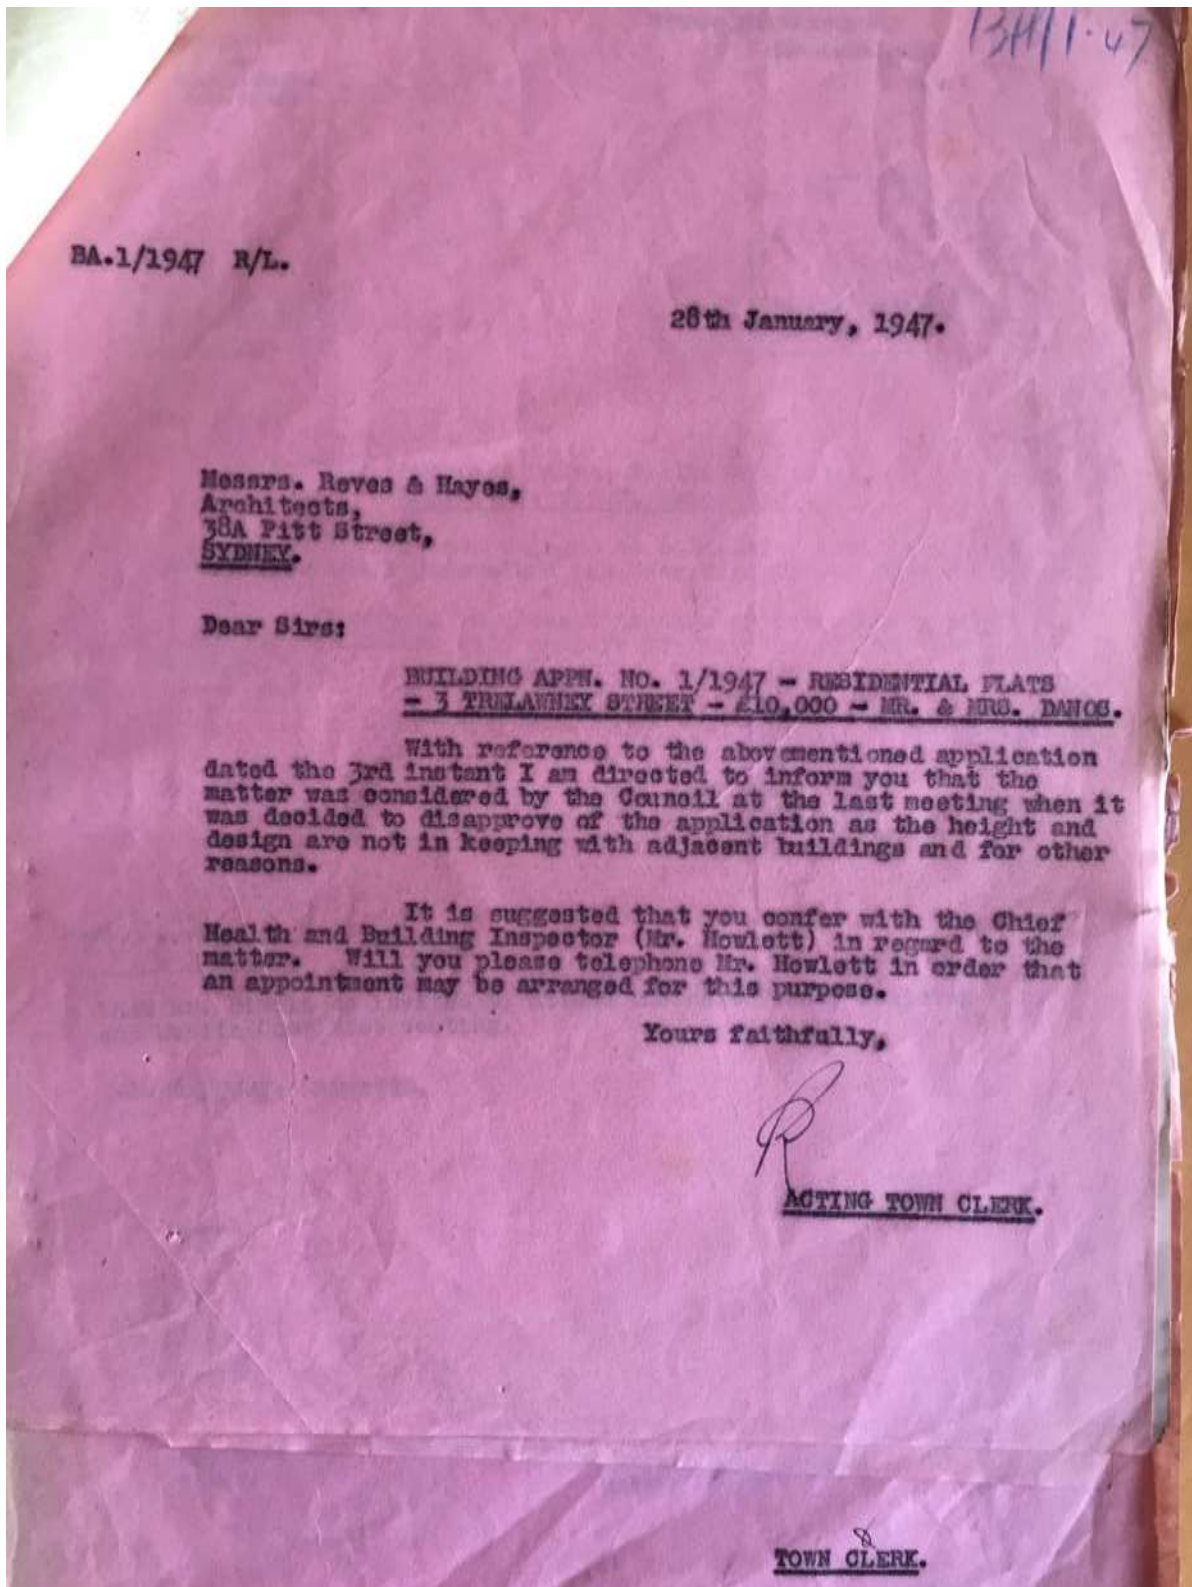 BA.1/1947 R/L.
28th January, 1947.
Messrs. Reves & Hayes,
Architects,
38A Pitt Street,
SYDNEY.
Dear Sirs:
BUILDING APPN. NO. 1/1947 - RESIDENTIAL FLATS
- 3 TRELAWNEY STREET - £10,000 - MR. & MRS. DANOS.
With reference to the abovementioned application
dated the 3rd instant I am directed to inform you that the
matter was considered by the Council at the last meeting when it
was decided to disapprove of the application as the height and
design are not in keeping with adjacent buildings and for other
reasons.
It is suggested that you confer with the Chief
Health and Building Inspector (Mr. Howlett) in regard to the
matter. Will you please telephone Mr. Howlett in order that
an appointment may be arranged for this purpose.
Yours faithfully,
R
ACTING TOWN CLERK.
TOWN CLERK.